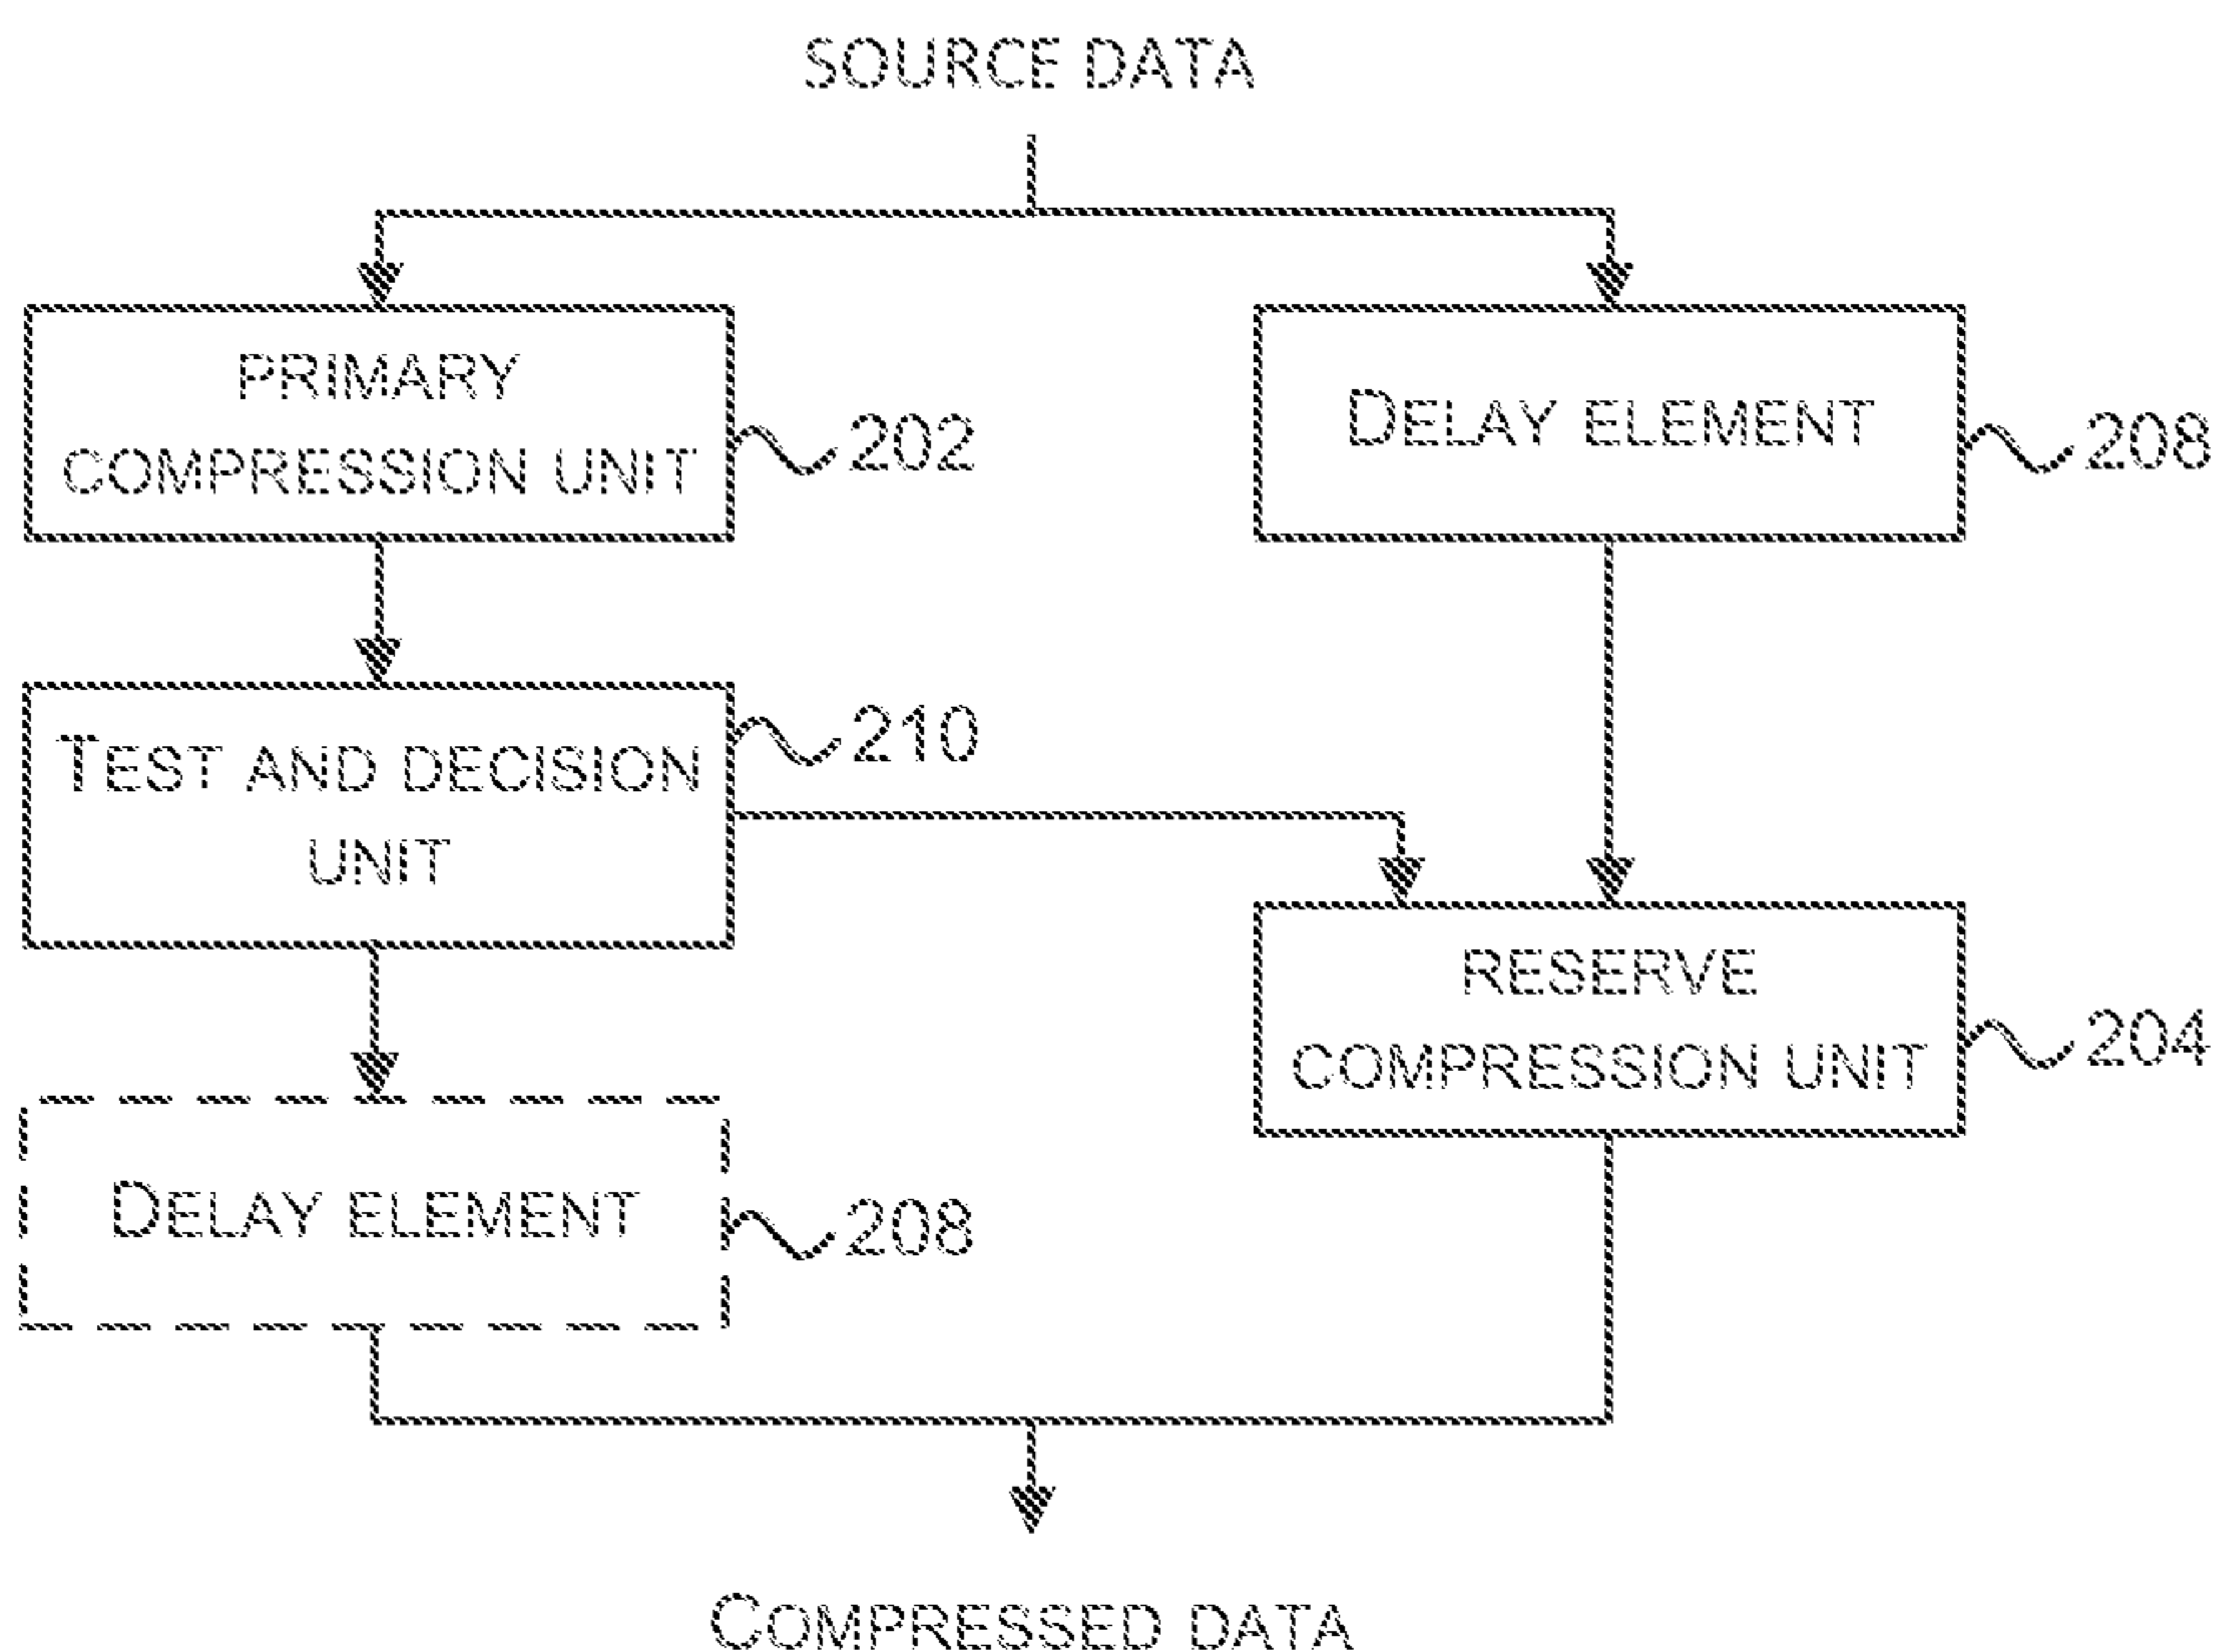 SOURCE DATA
PRIMARY
COMPRESSION UNIT
202
DELAY ELEMENT
208
TEST AND DECISION
UNIT
210
RESERVE
COMPRESSION UNIT
204
DELAY ELEMENT
208
COMPRESSED DATA